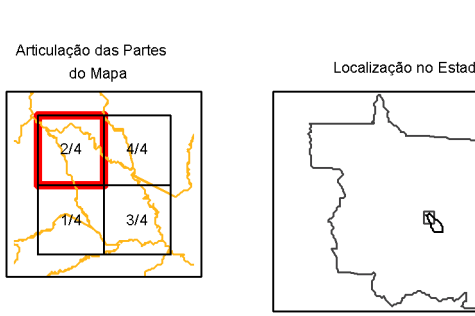 Articulação das Partes
do Mapa
Localização no Estad
2/4
4/4
1/4
3/4